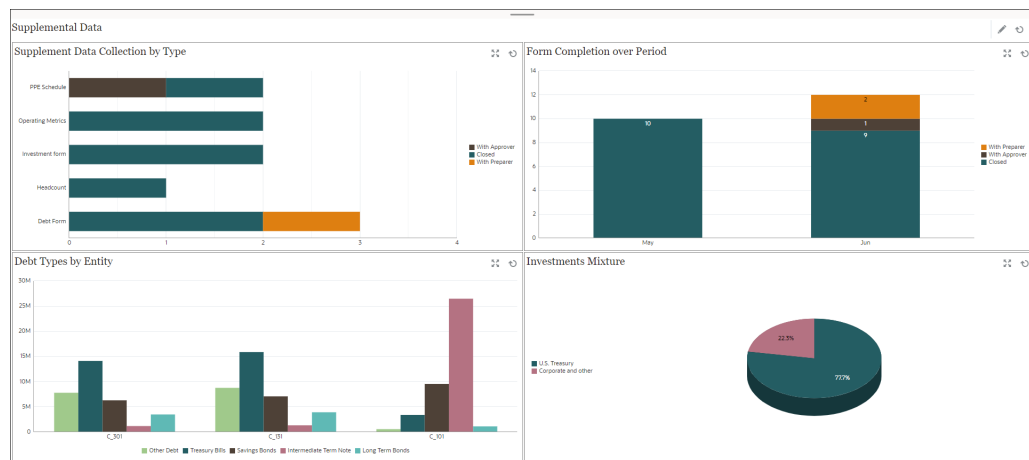 Supplemental Data
Supplement Data Collection by Type
PPE Schedule
Operating Metrics
Investment form
Headcount
Debt Form
0 1 2 3 4
With Approver
Closed
With Preparer
Form Completion over Period
14
12
10
8
6
4
2
0
10
2
1
9
May Jun
With Preparer
With Approver
Closed
Debt Types by Entity
30M
25M
20M
15M
10M
5M
0
C_301 C_131 C_101
Other Debt Treasury Bills Savings Bonds Intermediate Term Note Long Term Bonds
Investments Mixture
U.S. Treasury
Corporate and other
22.3%
77.7%